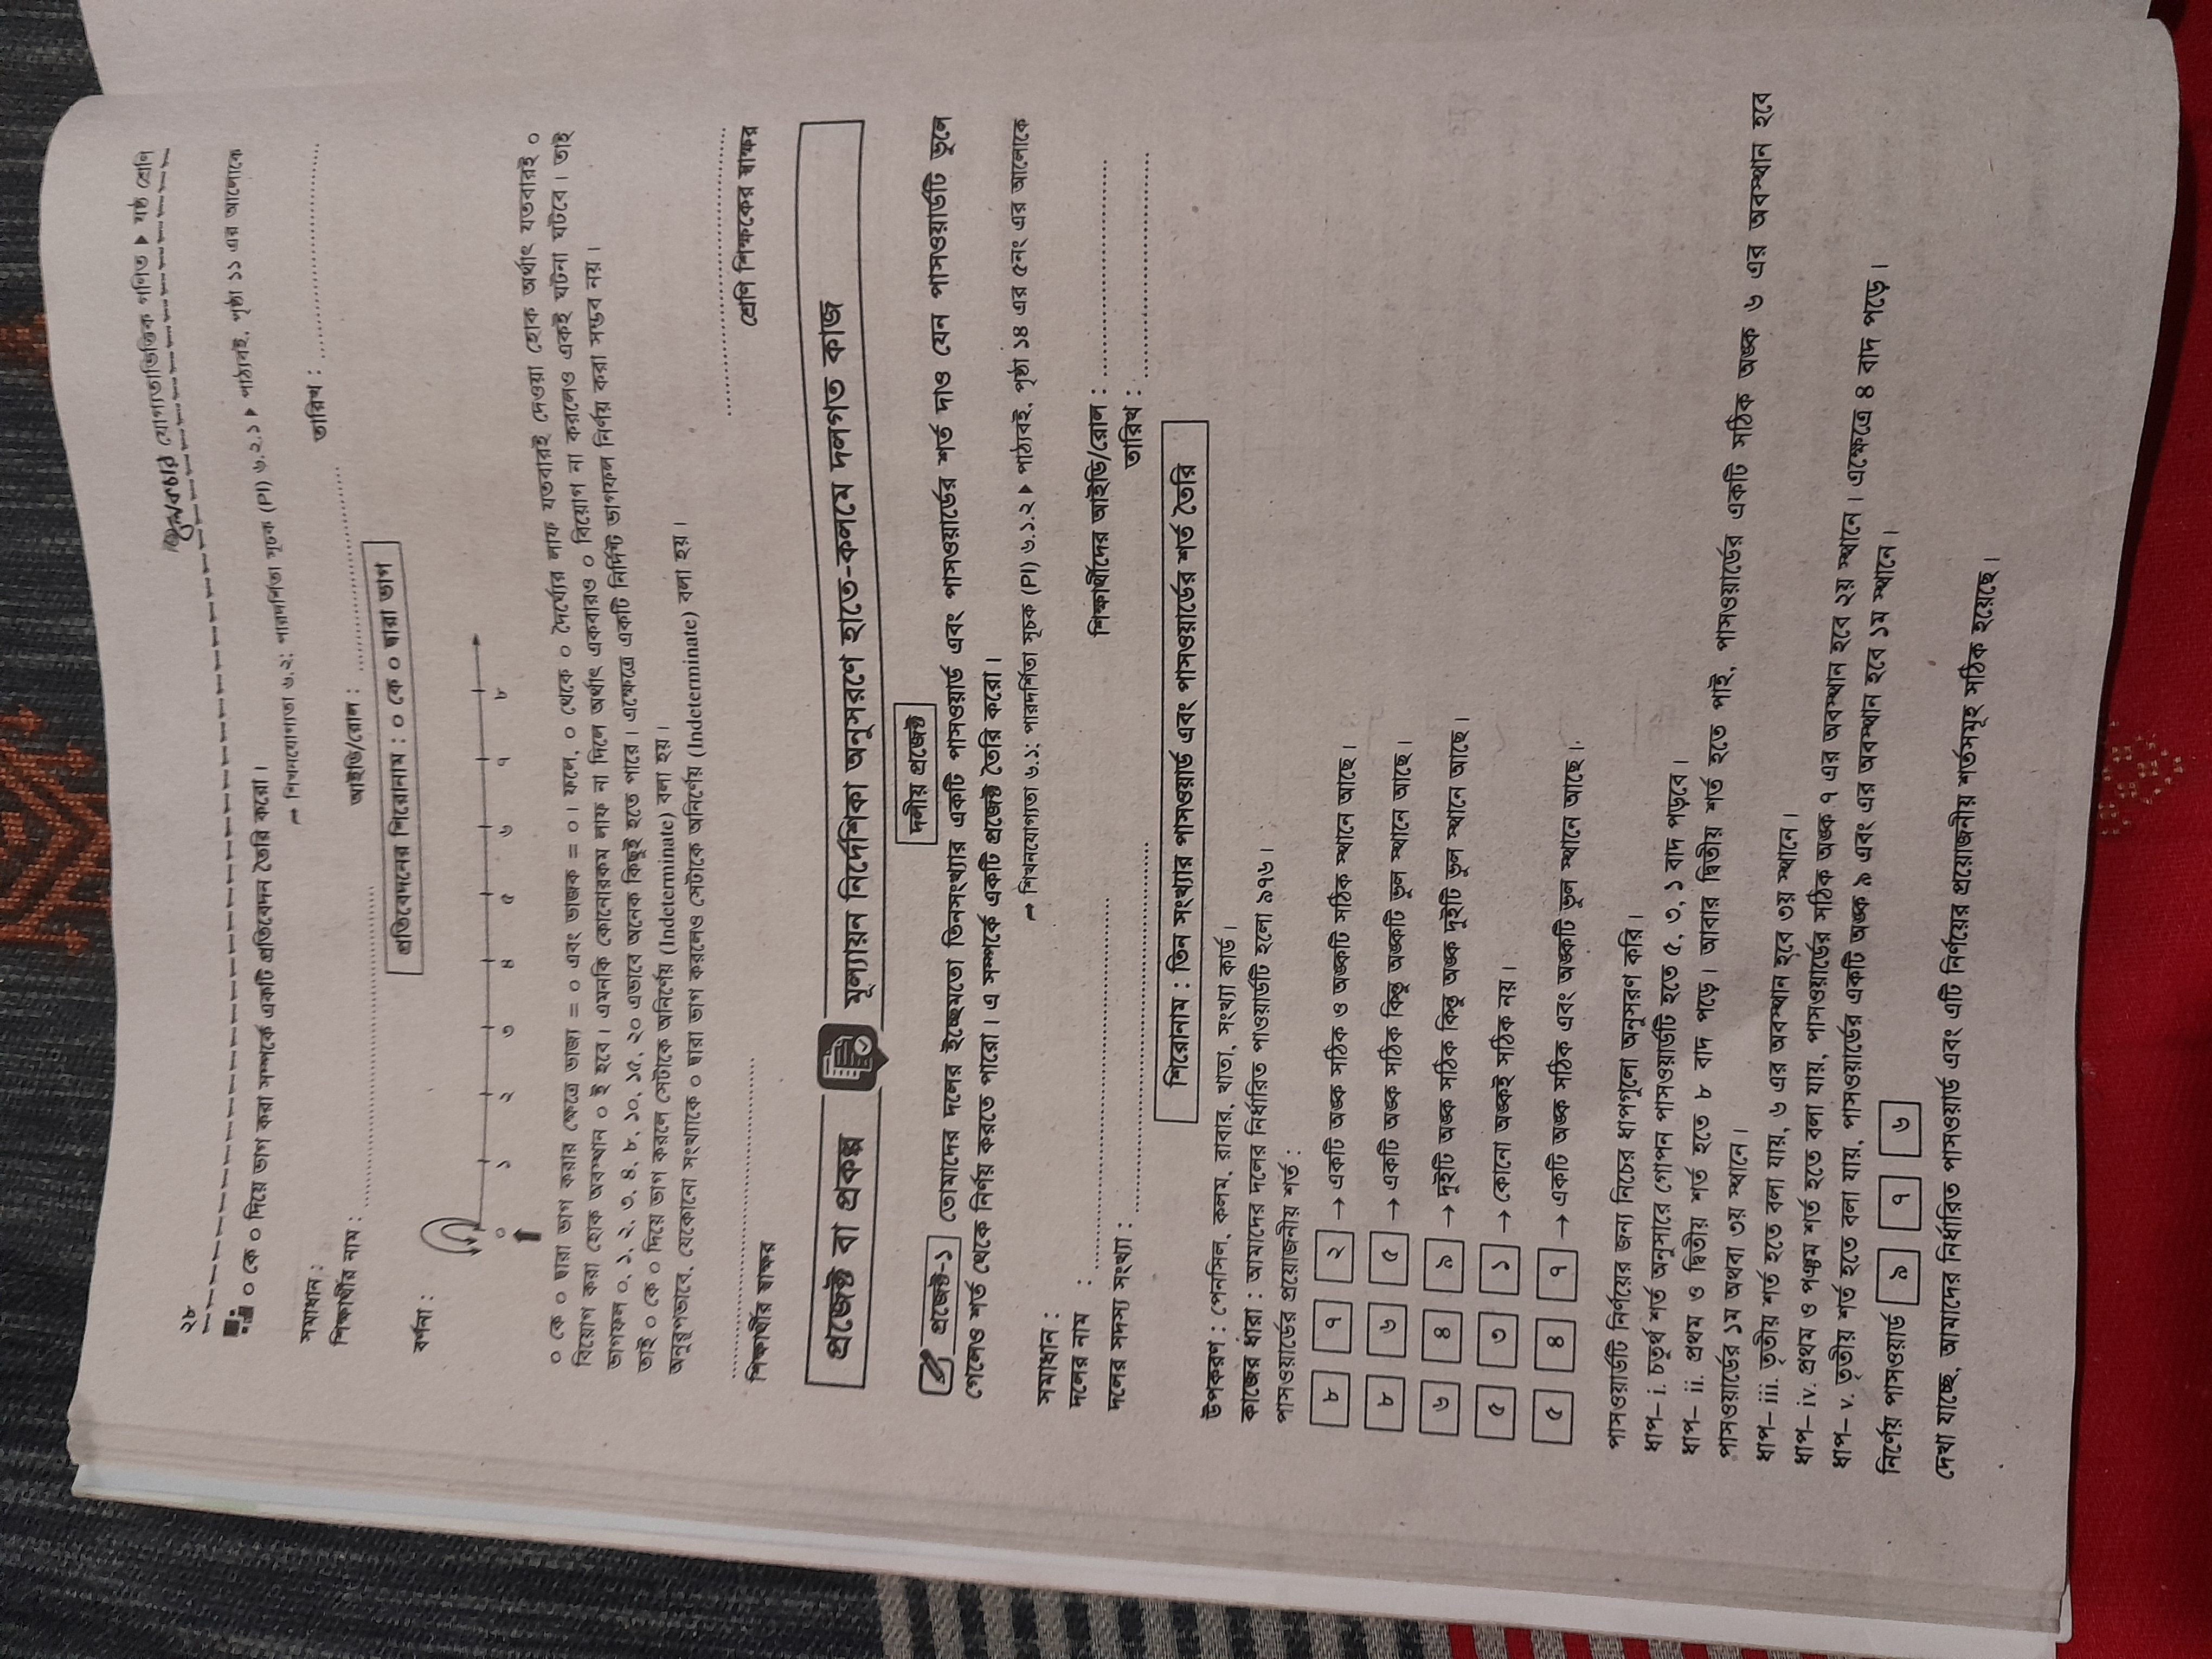 ২৮
যোগ্যতাভিত্তিক গণিত ▶ ষষ্ঠ শ্রেণি
০ কে ০ দিয়ে ভাগ করা সম্পর্কে একটি প্রতিবেদন তৈরি করো।
➦ শিখনযোগ্যতা ৬.২; পারদর্শিতা সূচক (PI) ৬.২.১ ▶ পাঠ্যবই, পৃষ্ঠা ১১ এর আলোকে
সমাধান :
শিক্ষার্থীর নাম : .......... আইডি/রোল : .......... তারিখ : ..........
প্রতিবেদনের শিরোনাম : ০ কে ০ দ্বারা ভাগ
বর্ণনা :
০ ১ ২ ৩ ৪ ৫ ৬ ৭ ৮
০ কে ০ দ্বারা ভাগ করার ক্ষেত্রে ভাজ্য = ০ এবং ভাজক = ০। ফলে, ০ থেকে ০ দৈর্ঘ্যের লাফ যতবারই দেওয়া হোক অর্থাৎ যতবারই ০
বিয়োগ করা হোক অবস্থান ০ ই হবে। এমনকি কোনোরকম লাফ না দিলে অর্থাৎ একবারও ০ বিয়োগ না করলেও একই ঘটনা ঘটবে। তাই
ভাগফল ০, ১, ২, ৩, ৪, ৮, ১০, ১৫, ২০ এভাবে অনেক কিছুই হতে পারে। এক্ষেত্রে একটি নির্দিষ্ট ভাগফল নির্ণয় করা সম্ভব নয়।
তাই ০ কে ০ দিয়ে ভাগ করলে সেটাকে অনির্ণেয় (Indeterminate) বলা হয়।
অনুরূপভাবে, যেকোনো সংখ্যাকে ০ দ্বারা ভাগ করলেও সেটাকে অনির্ণেয় (Indeterminate) বলা হয়।
শিক্ষার্থীর স্বাক্ষর
শ্রেণি শিক্ষকের স্বাক্ষর
প্রজেক্ট বা প্রকল্প মূল্যায়ন নির্দেশিকা অনুসরণে হাতে-কলমে দলগত কাজ
দলীয় প্রজেক্ট
প্রজেক্ট-১ তোমাদের দলের ইচ্ছেমতো তিনসংখ্যার একটি পাসওয়ার্ড এবং পাসওয়ার্ডের শর্ত দাও যেন পাসওয়ার্ডটি ভুলে
গেলেও শর্ত থেকে নির্ণয় করতে পারো। এ সম্পর্কে একটি প্রজেক্ট তৈরি করো।
➦ শিখনযোগ্যতা ৬.১; পারদর্শিতা সূচক (PI) ৬.১.২ ▶ পাঠ্যবই, পৃষ্ঠা ১৪ এর ৫নং এর আলোকে
সমাধান :
দলের নাম : .......... শিক্ষার্থীদের আইডি/রোল : ..........
দলের সদস্য সংখ্যা : .......... তারিখ : ..........
শিরোনাম : তিন সংখ্যার পাসওয়ার্ড এবং পাসওয়ার্ডের শর্ত তৈরি
উপকরণ : পেনসিল, কলম, রাবার, খাতা, সংখ্যা কার্ড।
কাজের ধারা : আমাদের দলের নির্ধারিত পাওয়ার্ডটি হলো ৯৭৬।
পাসওয়ার্ডের প্রয়োজনীয় শর্ত :
৮ ৭ ২ → একটি অঙ্ক সঠিক ও অঙ্কটি সঠিক স্থানে আছে।
৮ ৬ ৫ → একটি অঙ্ক সঠিক কিন্তু অঙ্কটি ভুল স্থানে আছে।
৬ ৪ ৯ → দুইটি অঙ্ক সঠিক কিন্তু অঙ্ক দুইটি ভুল স্থানে আছে।
৫ ৩ ১ → কোনো অঙ্কই সঠিক নয়।
৫ ৪ ৭ → একটি অঙ্ক সঠিক এবং অঙ্কটি ভুল স্থানে আছে।
পাসওয়ার্ডটি নির্ণয়ের জন্য নিচের ধাপগুলো অনুসরণ করি।
ধাপ– i. চতুর্থ শর্ত অনুসারে গোপন পাসওয়ার্ডটি হতে ৫, ৩, ১ বাদ পড়বে।
ধাপ– ii. প্রথম ও দ্বিতীয় শর্ত হতে ৮ বাদ পড়ে। আবার দ্বিতীয় শর্ত হতে পাই, পাসওয়ার্ডের একটি সঠিক অঙ্ক ৬ এর অবস্থান হবে
পাসওয়ার্ডের ১ম অথবা ৩য় স্থানে।
ধাপ– iii. তৃতীয় শর্ত হতে বলা যায়, ৬ এর অবস্থান হবে ৩য় স্থানে।
ধাপ– iv. প্রথম ও পঞ্চম শর্ত হতে বলা যায়, পাসওয়ার্ডের সঠিক অঙ্ক ৭ এর অবস্থান হবে ২য় স্থানে। এক্ষেত্রে ৪ বাদ পড়ে।
ধাপ– v. তৃতীয় শর্ত হতে বলা যায়, পাসওয়ার্ডের একটি অঙ্ক ৯ এবং এর অবস্থান হবে ১ম স্থানে।
নির্ণেয় পাসওয়ার্ড ৯ ৭ ৬
দেখা যাচ্ছে, আমাদের নির্ধারিত পাসওয়ার্ড এবং এটি নির্ণয়ের প্রয়োজনীয় শর্তসমূহ সঠিক হয়েছে।